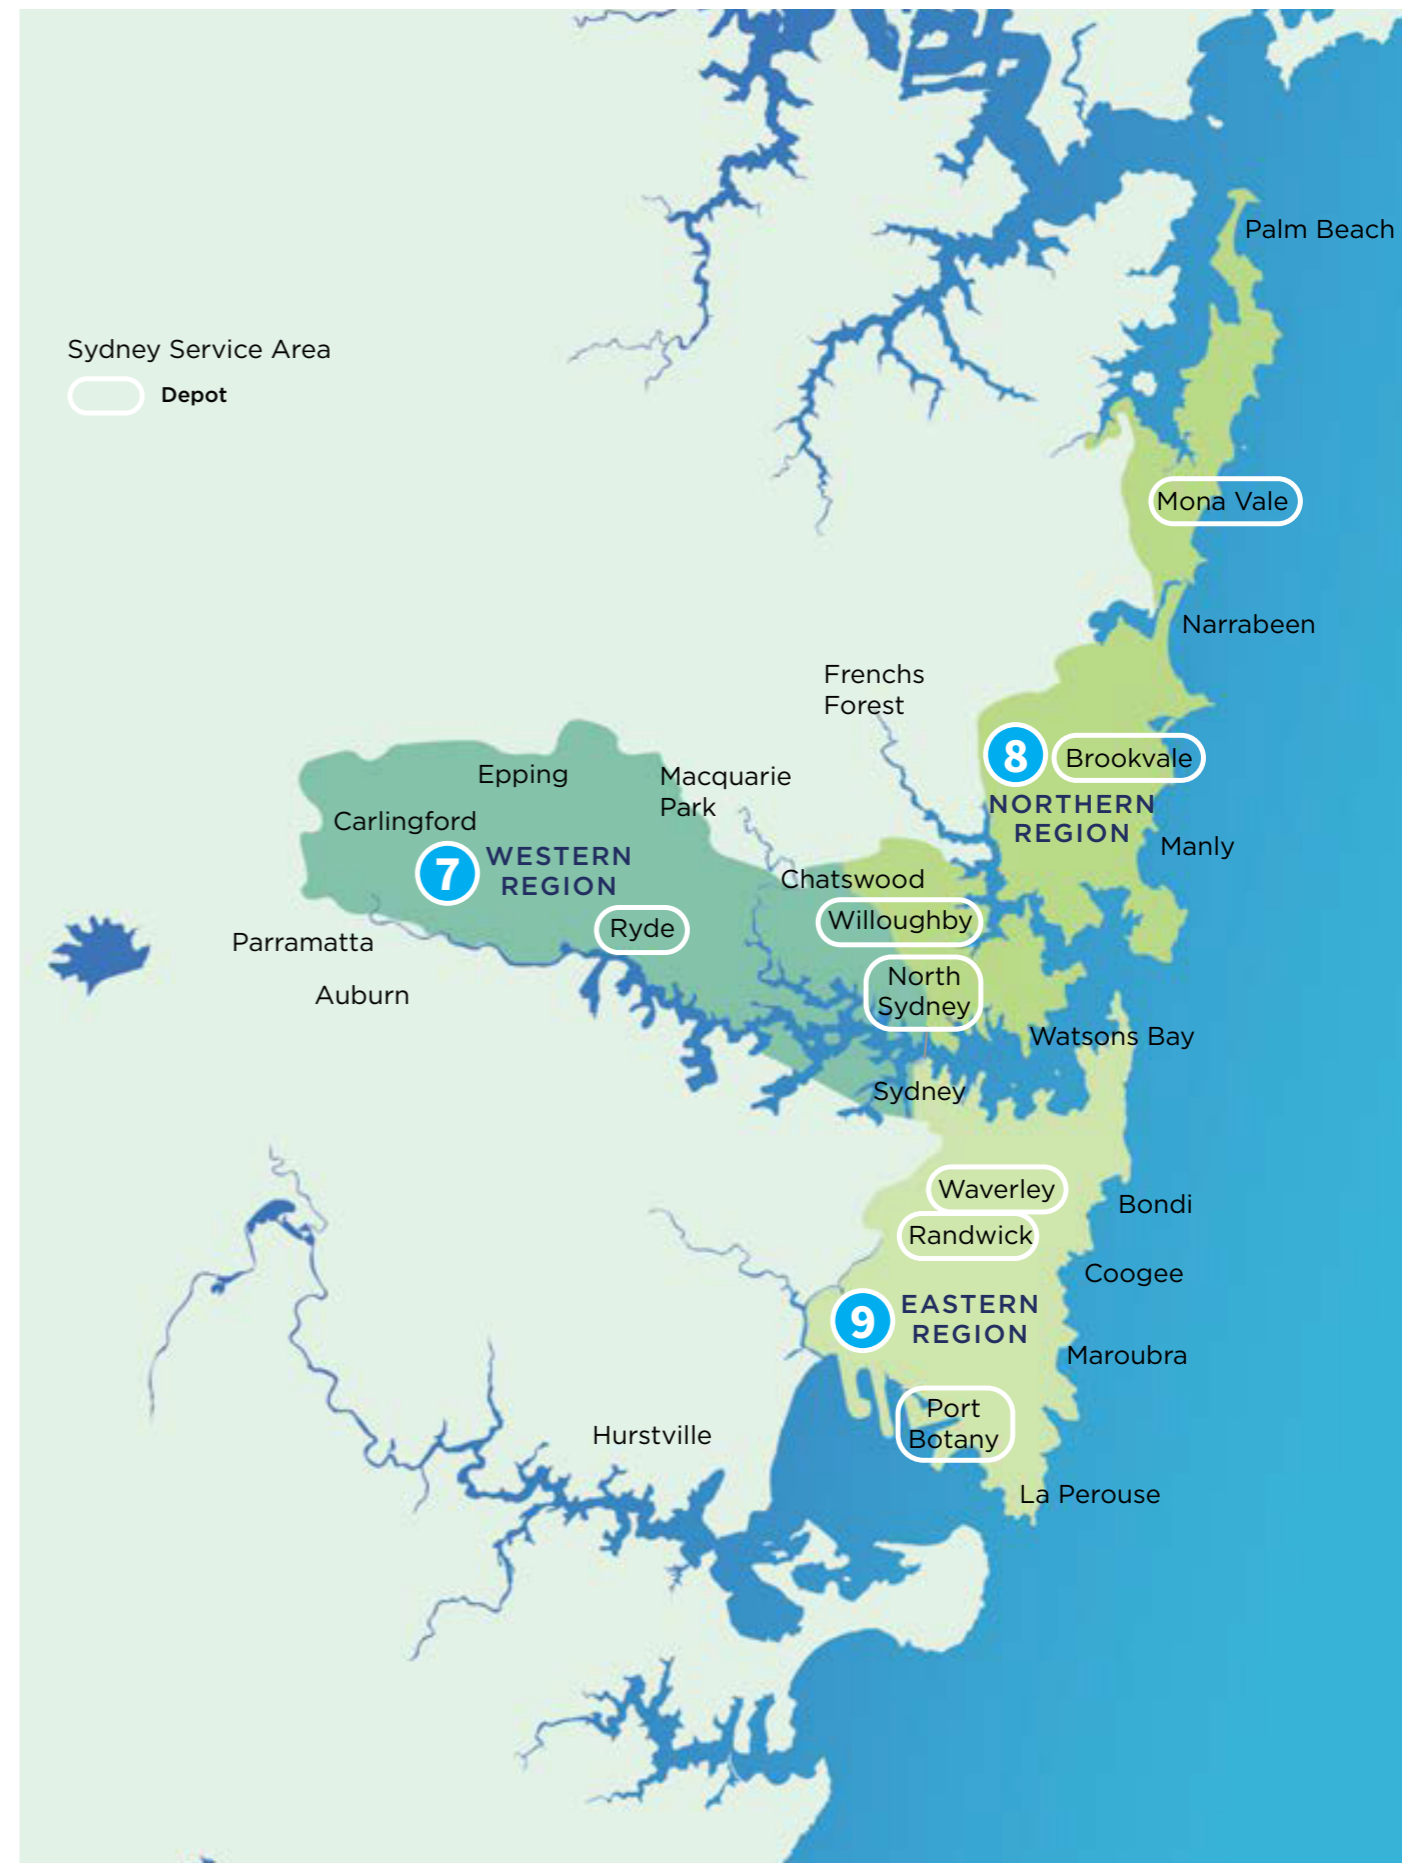 Palm Beach
Sydney Service Area
Depot
Mona Vale
Narrabeen
Frenchs
Forest
8
Brookvale
NORTHERN
REGION
Epping
Macquarie
Park
Carlingford
7
WESTERN
REGION
Manly
Chatswood
Willoughby
Ryde
Parramatta
North
Sydney
Auburn
Watsons Bay
Sydney
Waverley
Bondi
Randwick
Coogee
9
EASTERN
REGION
Maroubra
Port
Botany
Hurstville
La Perouse